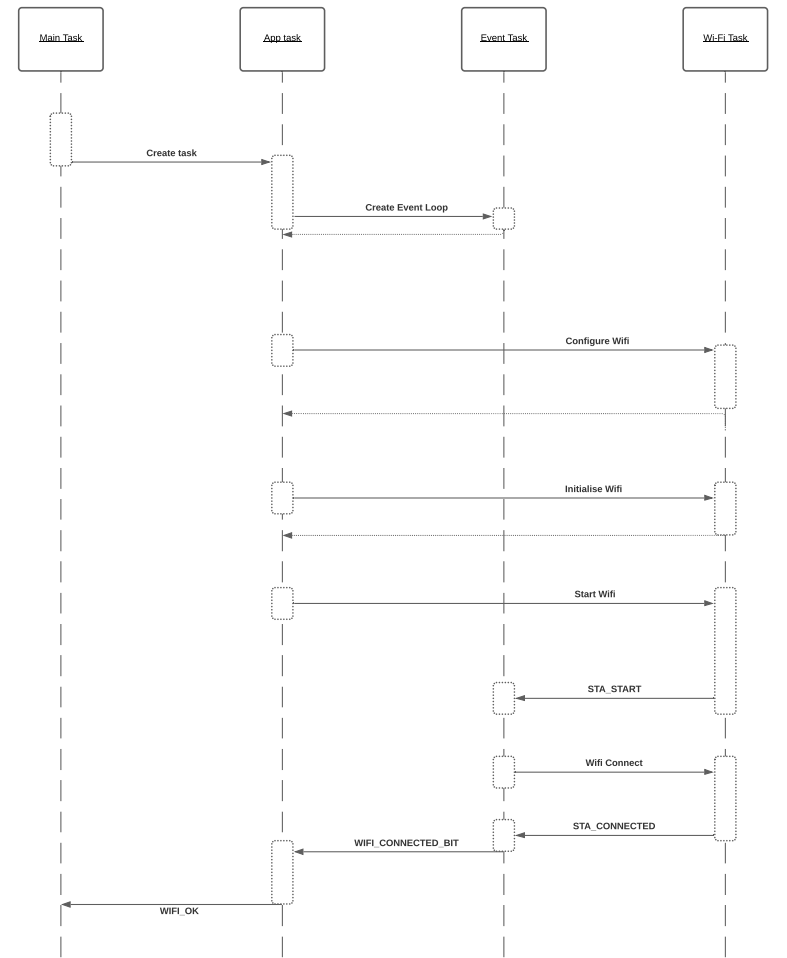 Main Task
App task
Event Task
Wi-Fi Task
Create task
Create Event Loop
Configure Wifi
Initialise Wifi
Start Wifi
STA_START
Wifi Connect
STA_CONNECTED
WIFI_CONNECTED_BIT
WIFI_OK